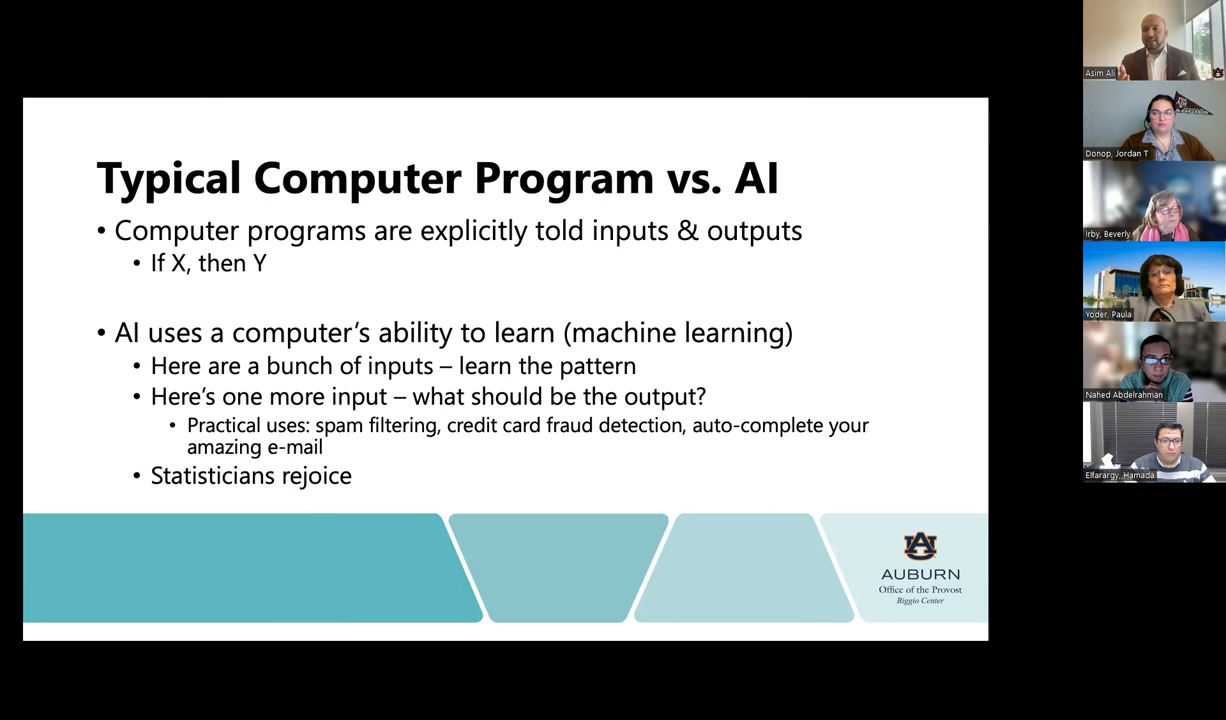 Typical Computer Program vs. AI
• Computer programs are explicitly told inputs & outputs
• If X, then Y
• AI uses a computer’s ability to learn (machine learning)
• Here are a bunch of inputs – learn the pattern
• Here’s one more input – what should be the output?
• Practical uses: spam filtering, credit card fraud detection, auto-complete your
amazing e-mail
• Statisticians rejoice
AUBURN
Office of the Provost
Biggio Center
Asim Ali
Donop, Jordan T
Irby, Beverly
Yoder, Paula
Nahed Abdelrahman
Elfarargy, Hamada